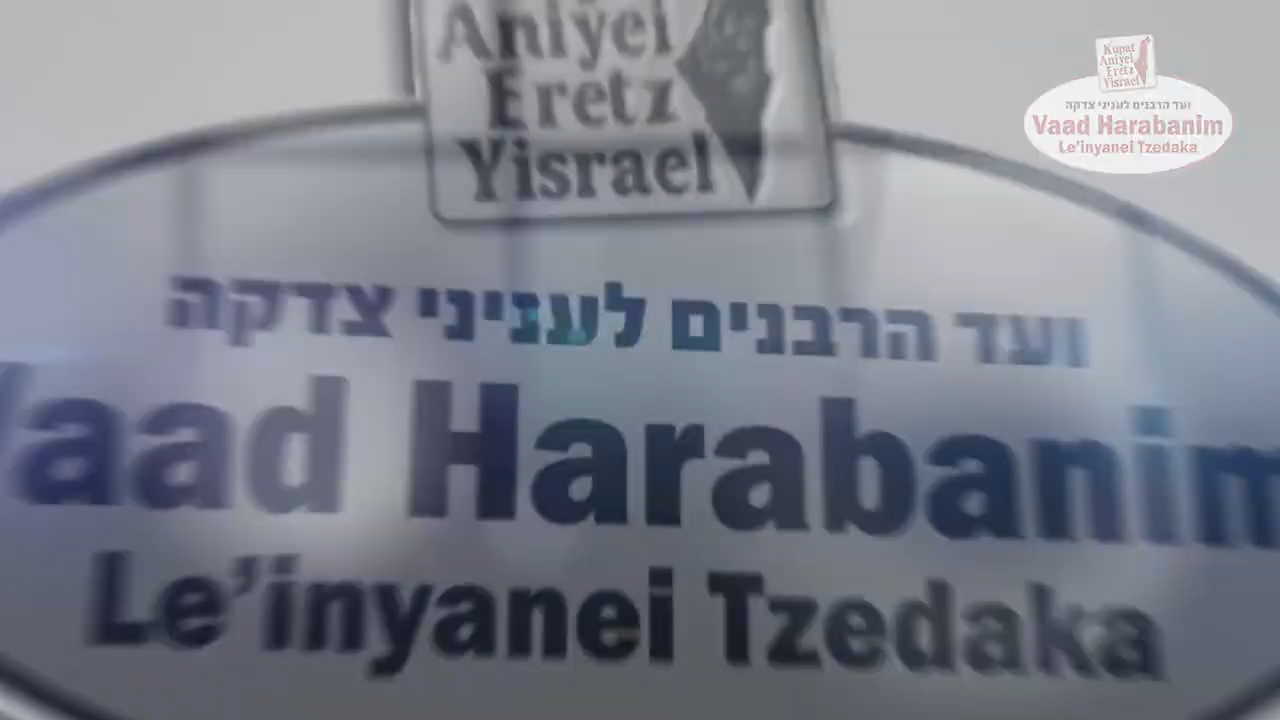 Aniyei
Eretz
Yisrael
ועד הרבנים לעניני צדקה
Vaad Harabanim
Le'inyanei Tzedaka
Kupat
Aniyei
Eretz
Yisrael
ועד הרבנים לעניני צדקה
Vaad Harabanim
Le'inyanei Tzedaka